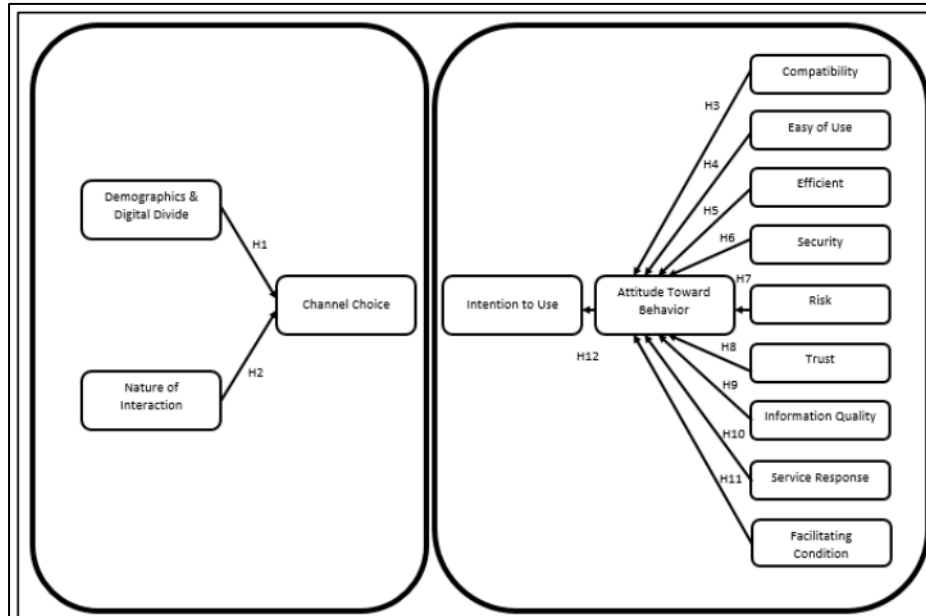 Demographics &
Digital Divide
H1
Channel Choice
H2
Nature of
Interaction
Compatibility
H3
Easy of Use
H4
Efficient
H5
Security
H6
H7
Intention to Use
Attitude Toward
Behavior
Risk
H12
H8
Trust
H9
Information Quality
H10
Service Response
H11
Facilitating
Condition